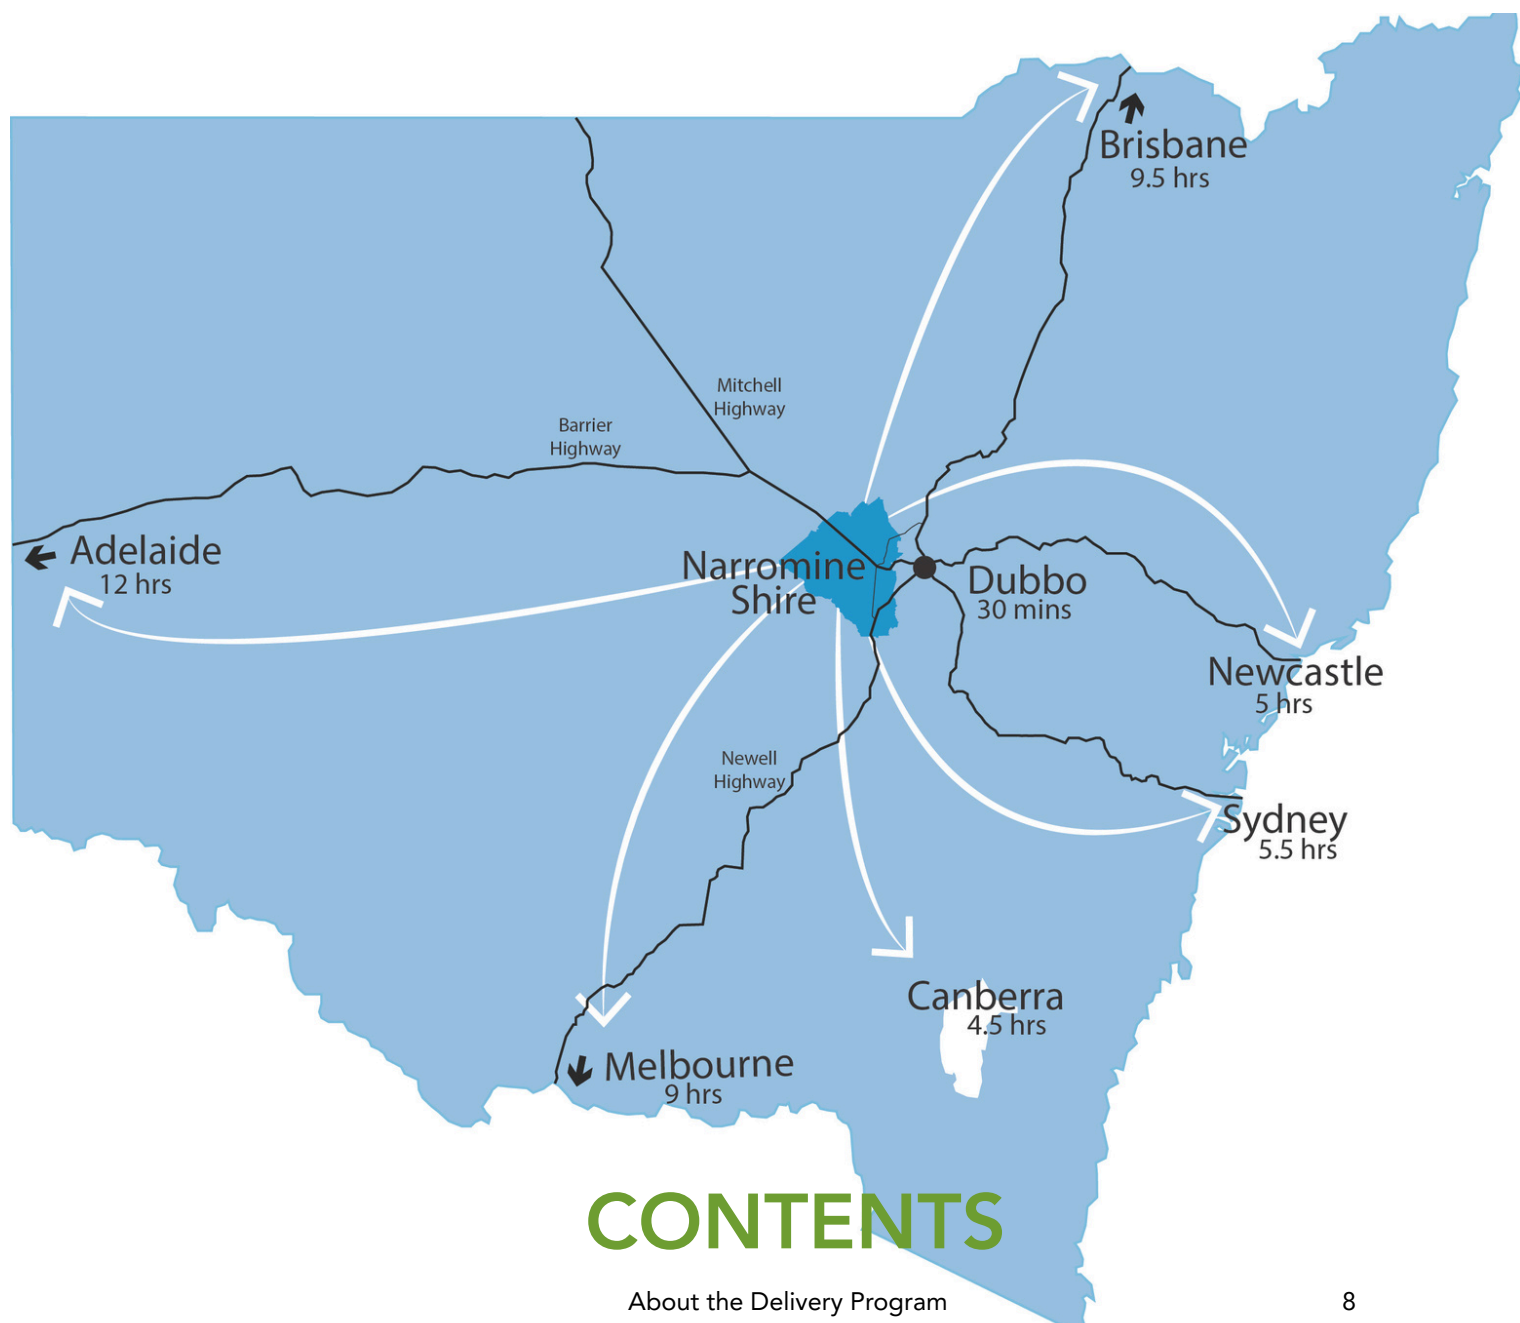 Brisbane
9.5 hrs
Mitchell
Highway
Barrier
Highway
Adelaide
12 hrs
Narromine
Shire
Dubbo
30 mins
Newcastle
5 hrs
Newell
Highway
Sydney
5.5 hrs
Canberra
4.5 hrs
Melbourne
9 hrs
CONTENTS
About the Delivery Program 8